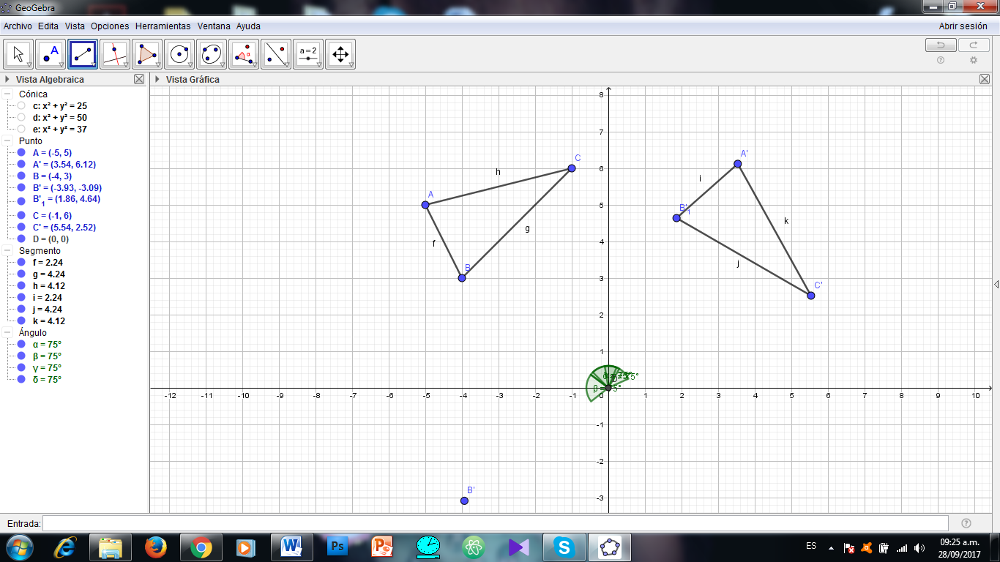 GeoGebra
Archivo Edita Vista Opciones Herramientas Ventana Ayuda
Abrir sesión
A
α
a=2
Vista Algebraica
Vista Gráfica
Cónica
c: x² + y² = 25
d: x² + y² = 50
e: x² + y² = 37
Punto
A = (-5, 5)
A' = (3.54, 6.12)
B = (-4, 3)
B' = (-3.93, -3.09)
B'₁ = (1.86, 4.64)
C = (-1, 6)
C' = (5.54, 2.52)
D = (0, 0)
Segmento
f = 2.24
g = 4.24
h = 4.12
i = 2.24
j = 4.24
k = 4.12
Ángulo
α = 75°
β = 75°
γ = 75°
δ = 75°
8
7
6
5
4
3
2
1
0
-1
-2
-3
-12 -11 -10 -9 -8 -7 -6 -5 -4 -3 -2 -1 0 1 2 3 4 5 6 7 8 9 10
C
h
A
g
f
B
A'
i
B'₁
k
j
C'
B'
Entrada:
W
Ps
P
S
ES
09:25 a.m.
28/09/2017